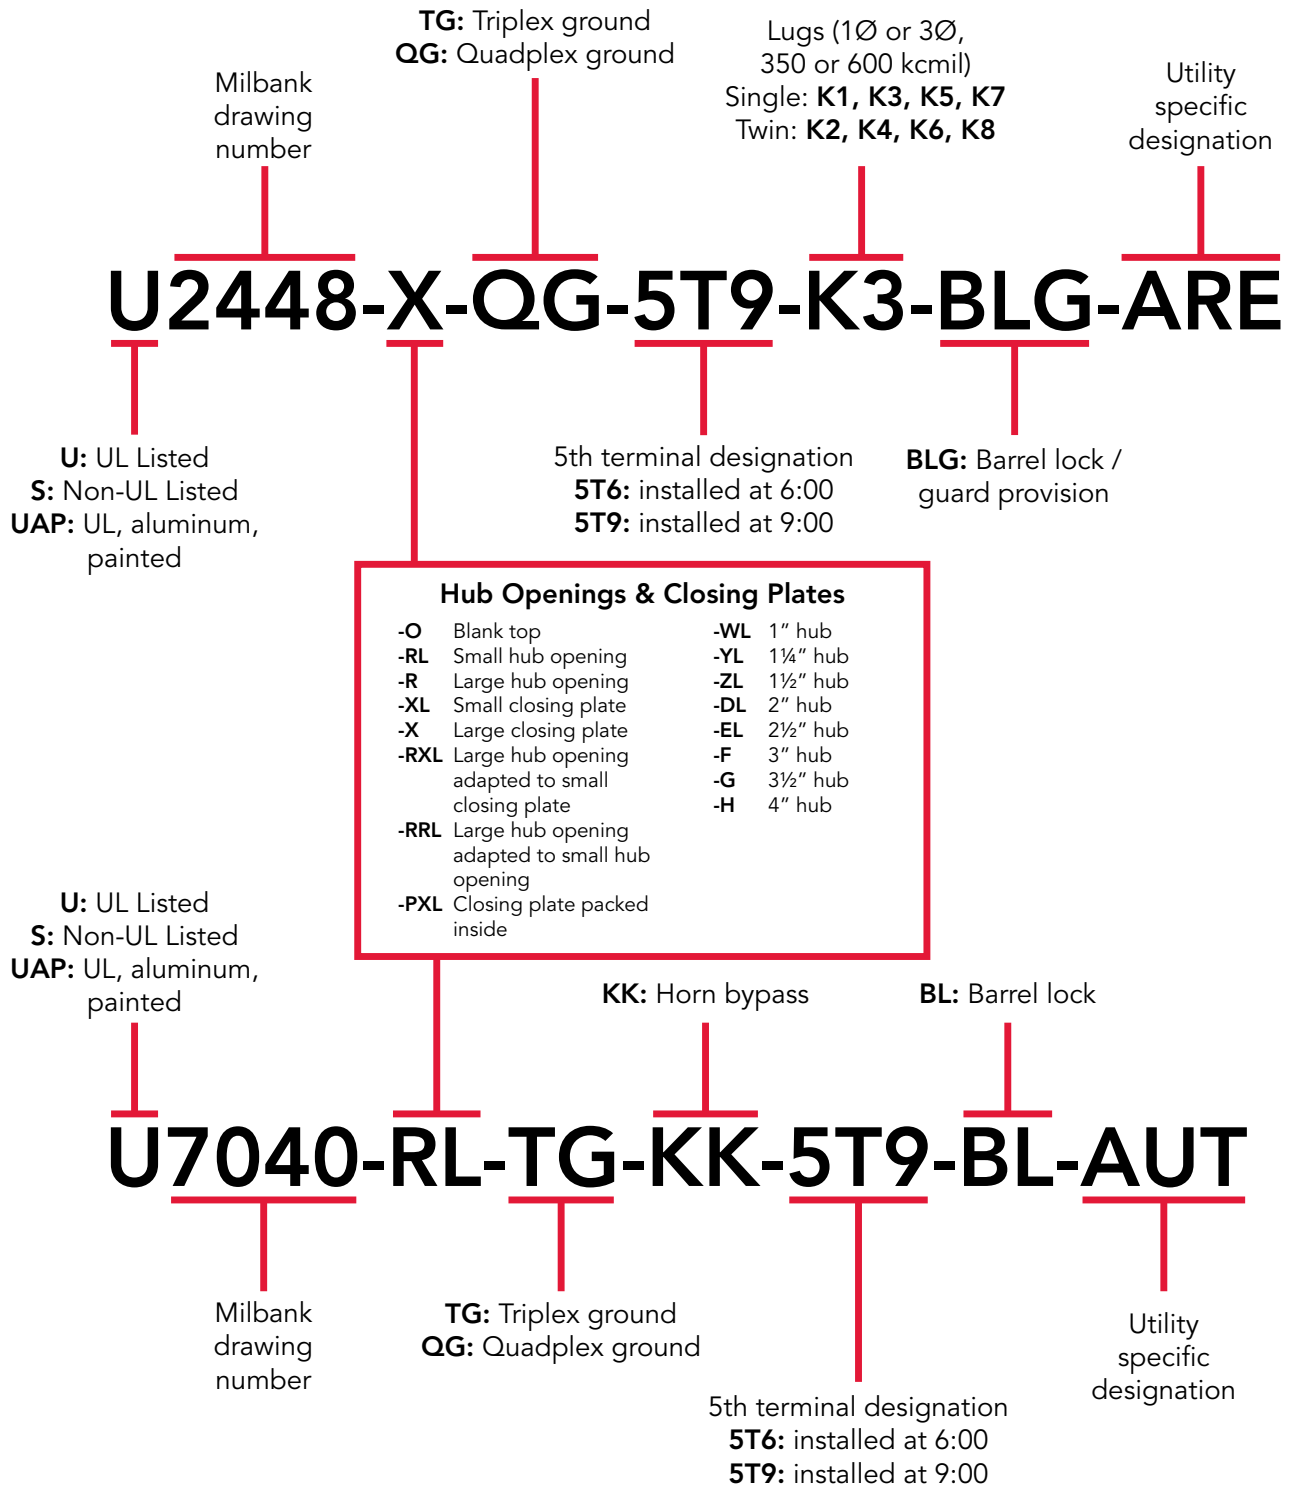 TG: Triplex ground
QG: Quadplex ground
Lugs (1Ø or 3Ø,
350 or 600 kcmil)
Single: K1, K3, K5, K7
Twin: K2, K4, K6, K8
Milbank
drawing
number
Utility
specific
designation
U2448-X-QG-5T9-K3-BLG-ARE
U: UL Listed
S: Non-UL Listed
UAP: UL, aluminum,
painted
5th terminal designation
5T6: installed at 6:00
5T9: installed at 9:00
BLG: Barrel lock /
guard provision
Hub Openings & Closing Plates
-O Blank top
-RL Small hub opening
-R Large hub opening
-XL Small closing plate
-X Large closing plate
-RXL Large hub opening
adapted to small
closing plate
-RRL Large hub opening
adapted to small hub
opening
-PXL Closing plate packed
inside
-WL 1” hub
-YL 1¼” hub
-ZL 1½” hub
-DL 2” hub
-EL 2½” hub
-F 3” hub
-G 3½” hub
-H 4” hub
U: UL Listed
S: Non-UL Listed
UAP: UL, aluminum,
painted
KK: Horn bypass
BL: Barrel lock
U7040-RL-TG-KK-5T9-BL-AUT
Milbank
drawing
number
TG: Triplex ground
QG: Quadplex ground
5th terminal designation
5T6: installed at 6:00
5T9: installed at 9:00
Utility
specific
designation